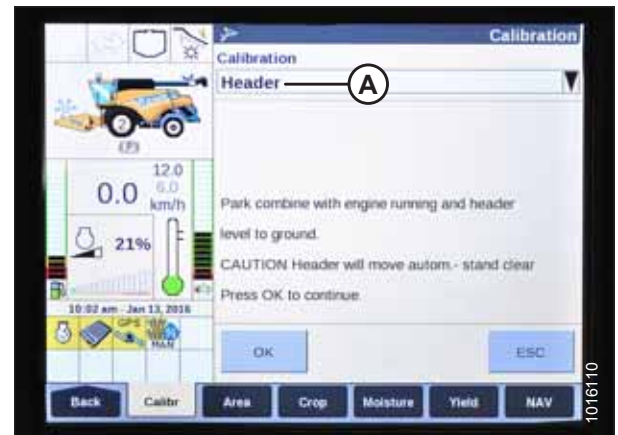 Calibration
Calibration
Header
A
12.0
6.0
0.0 km/h
21%
10:02 am - Jan 13, 2016
GPS
MAN
Park combine with engine running and header
level to ground.
CAUTION Header will move autom.- stand clear
Press OK to continue.
OK
ESC
Back
Calibr
Area
Crop
Moisture
Yield
NAV
1016110